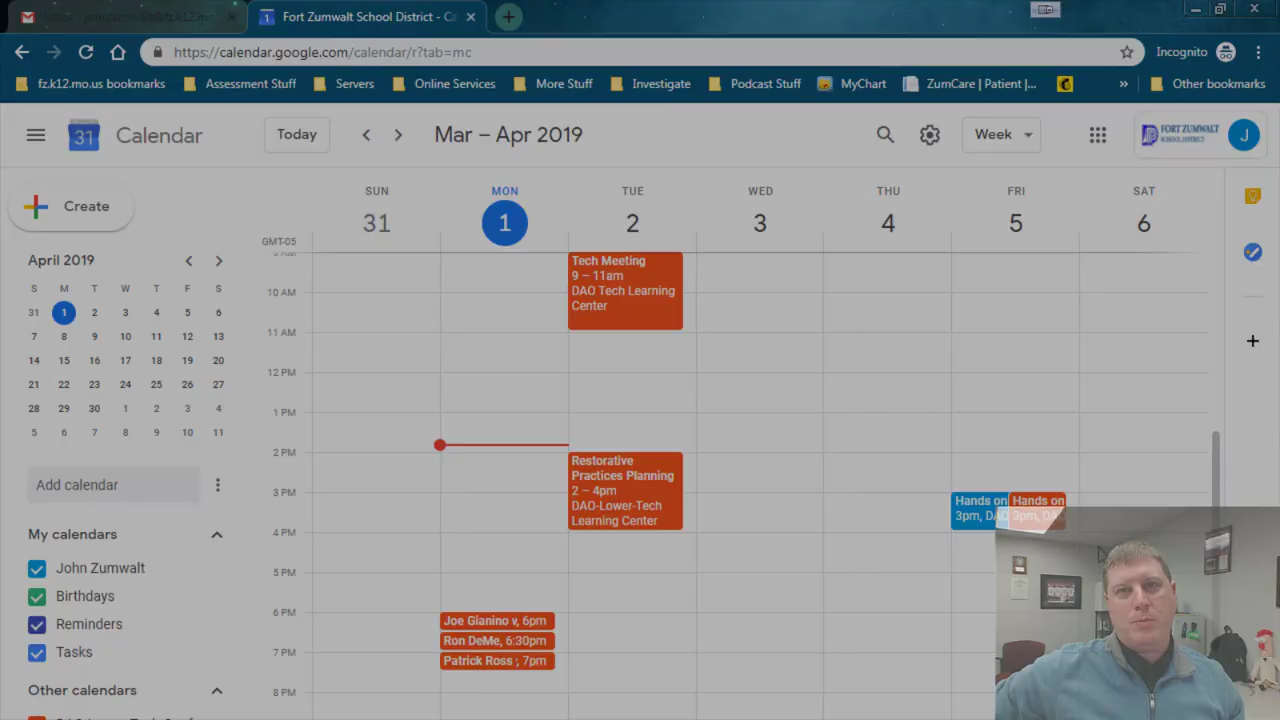 Fort Zumwalt School District - Ca
https://calendar.google.com/calendar/r?tab=mc
Incognito
fz.k12.mo.us bookmarks
Assessment Stuff
Servers
Online Services
More Stuff
Investigate
Podcast Stuff
MyChart
ZumCare | Patient |...
»
Other bookmarks
31
Calendar
Today
Mar – Apr 2019
Week
FORT ZUMWALT
SCHOOL DISTRICT
J
Create
SUN MON TUE WED THU FRI SAT
31 1 2 3 4 5 6
GMT-05
April 2019
S M T W T F S
31 1 2 3 4 5 6
7 8 9 10 11 12 13
14 15 16 17 18 19 20
21 22 23 24 25 26 27
28 29 30 1 2 3 4
5 6 7 8 9 10 11
Add calendar
My calendars
John Zumwalt
Birthdays
Reminders
Tasks
Other calendars
10 AM
11 AM
12 PM
1 PM
2 PM
3 PM
4 PM
5 PM
6 PM
7 PM
8 PM
Tech Meeting
9 – 11am
DAO Tech Learning
Center
Restorative
Practices Planning
2 – 4pm
DAO-Lower-Tech
Learning Center
Hands on
3pm, DAO
Hands on
3pm, DA
Joe Gianino v, 6pm
Ron DeMe, 6:30pm
Patrick Ross , 7pm